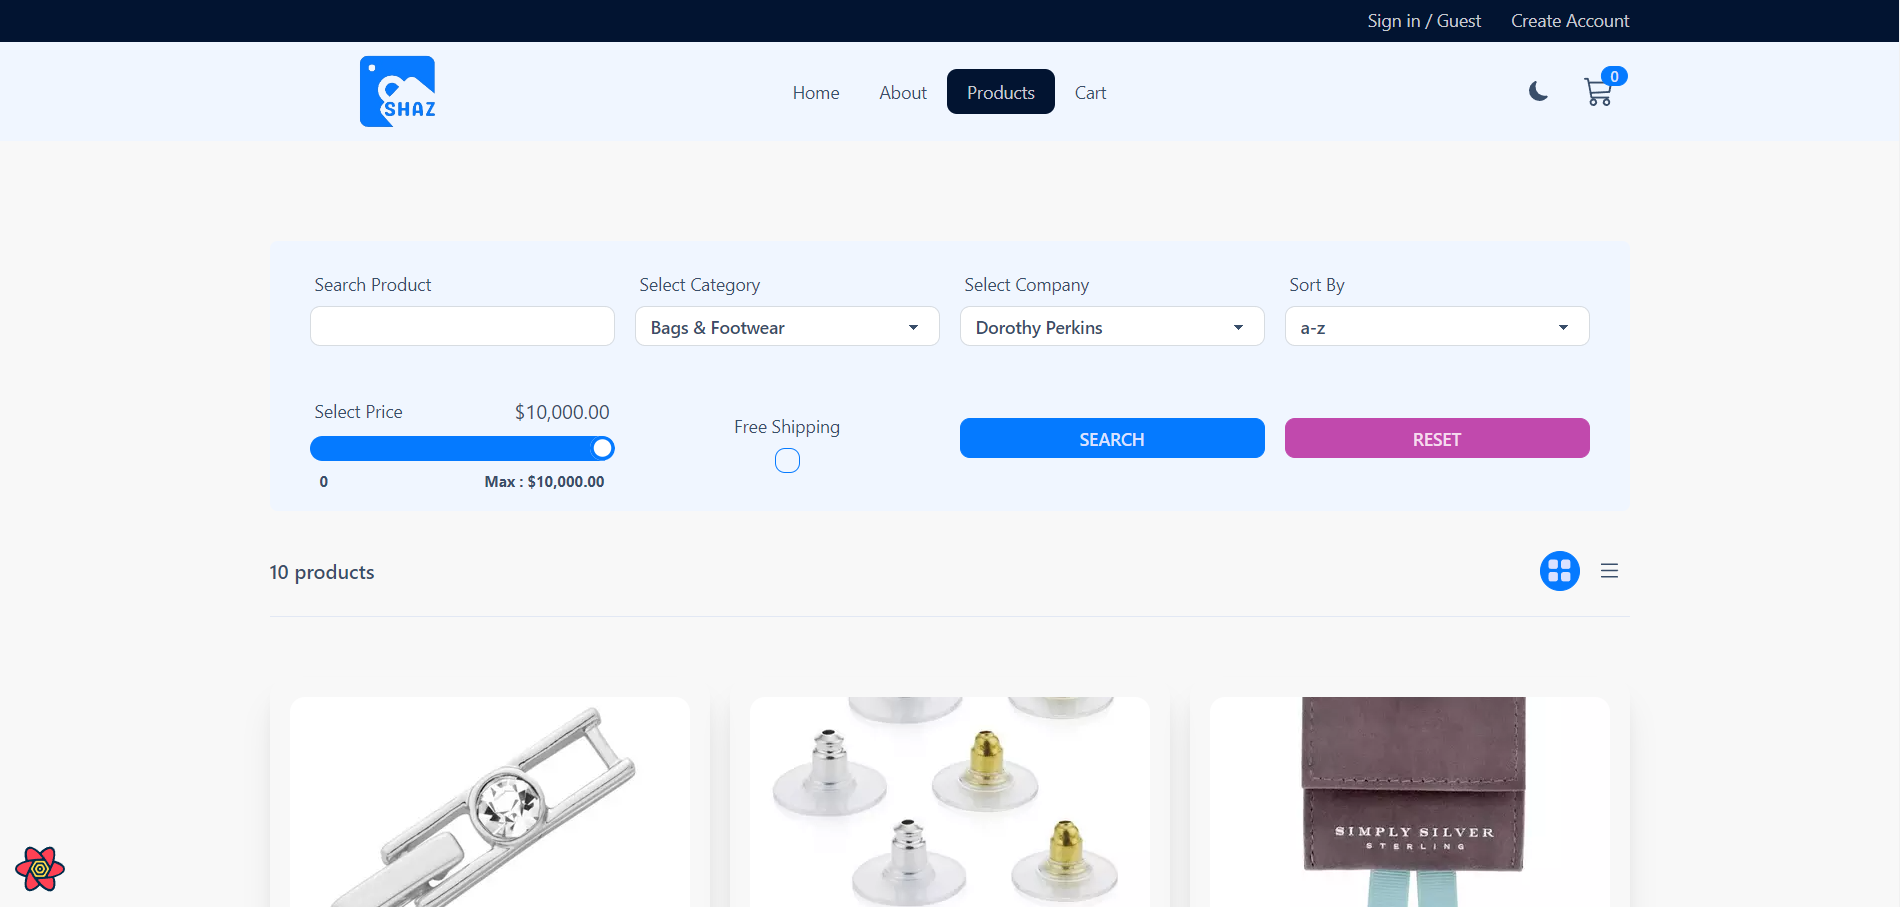 Sign in / Guest Create Account
SHAZ
Home About Products Cart
0
Search Product Select Category Select Company Sort By
Bags & Footwear Dorothy Perkins a-z
Select Price $10,000.00
Free Shipping
SEARCH RESET
0 Max : $10,000.00
10 products
SIMPLY SILVER
STERLING